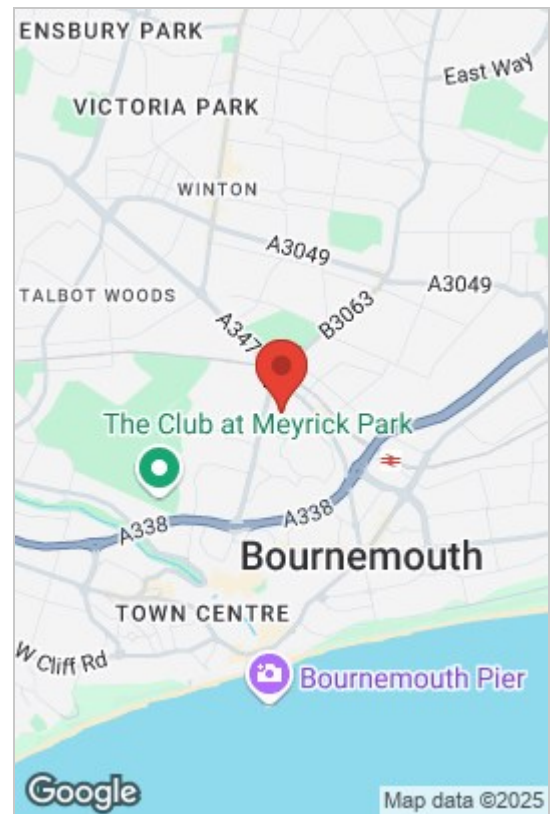 ENSBURY PARK
East Way
VICTORIA PARK
WINTON
A3049
A3049
TALBOT WOODS
B3063
A347
The Club at Meyrick Park
A338
A338
Bournemouth
TOWN CENTRE
W Cliff Rd
Bournemouth Pier
Google
Map data ©2025